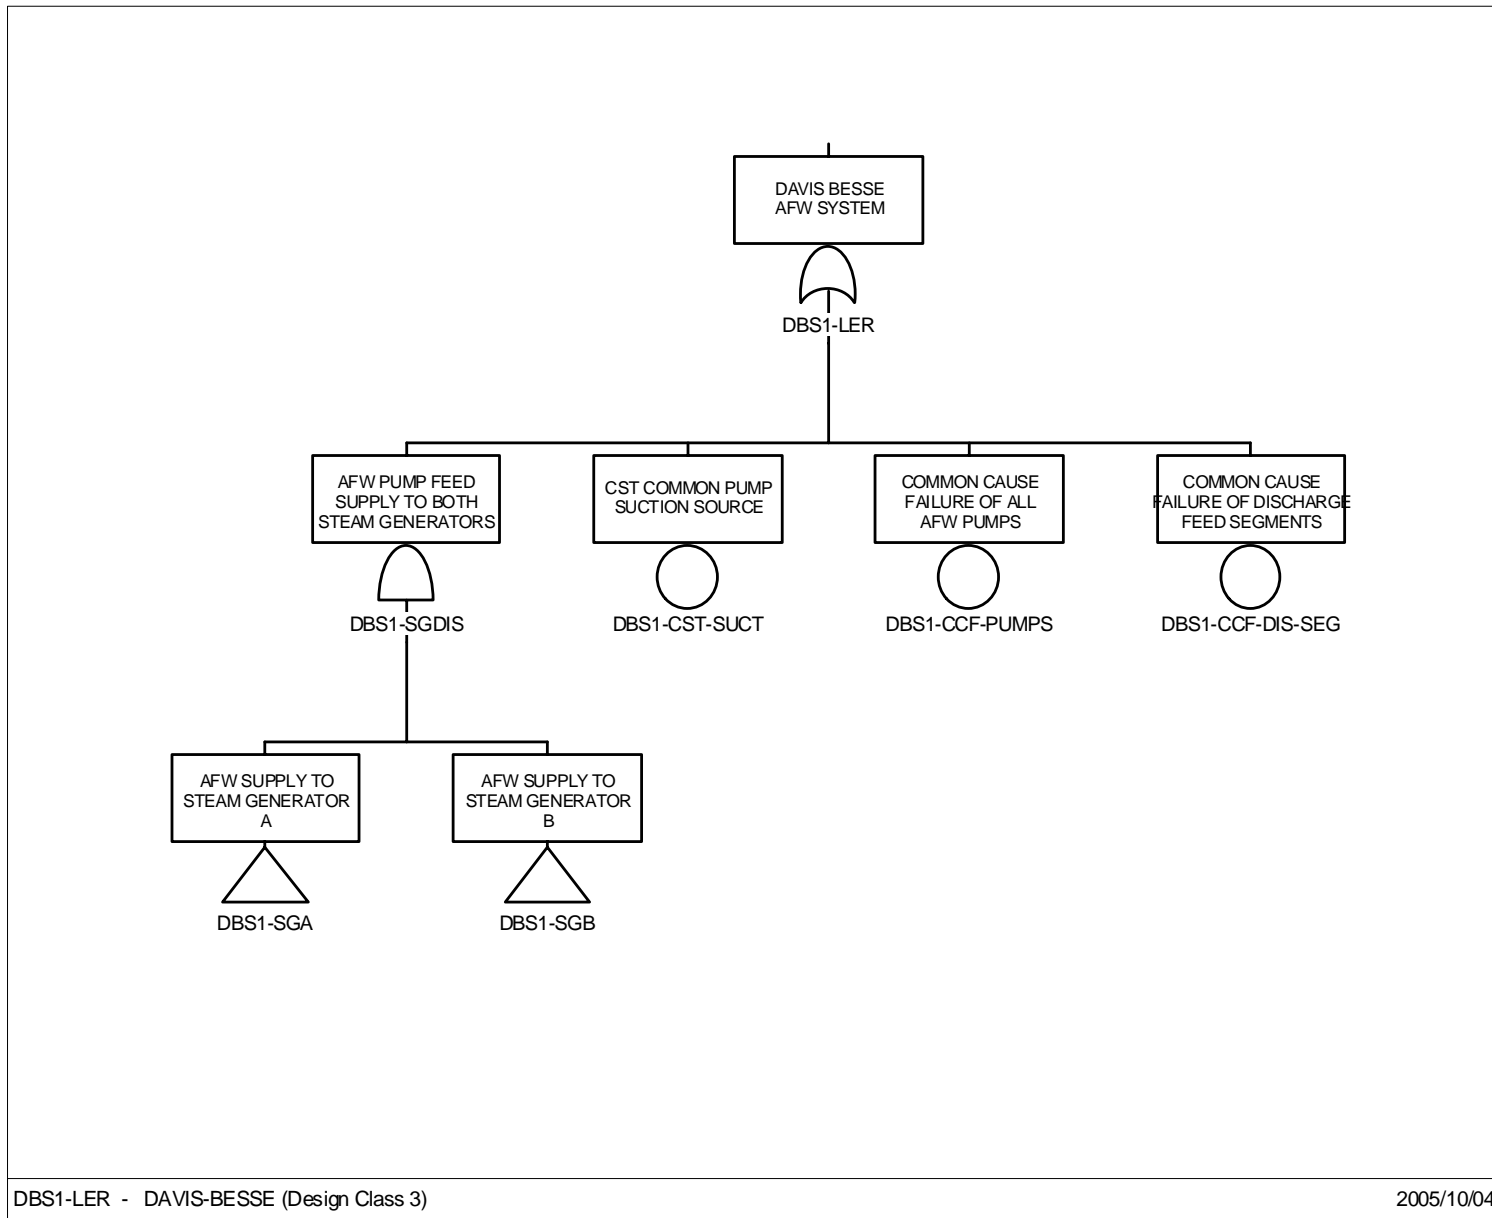 DAVIS BESSE
AFW SYSTEM
DBS1-LER
AFW PUMP FEED
SUPPLY TO BOTH
STEAM GENERATORS
DBS1-SGDIS
CST COMMON PUMP
SUCTION SOURCE
DBS1-CST-SUCT
COMMON CAUSE
FAILURE OF ALL
AFW PUMPS
DBS1-CCF-PUMPS
COMMON CAUSE
FAILURE OF DISCHARGE
FEED SEGMENTS
DBS1-CCF-DIS-SEG
AFW SUPPLY TO
STEAM GENERATOR
A
DBS1-SGA
AFW SUPPLY TO
STEAM GENERATOR
B
DBS1-SGB
DBS1-LER - DAVIS-BESSE (Design Class 3)
2005/10/04